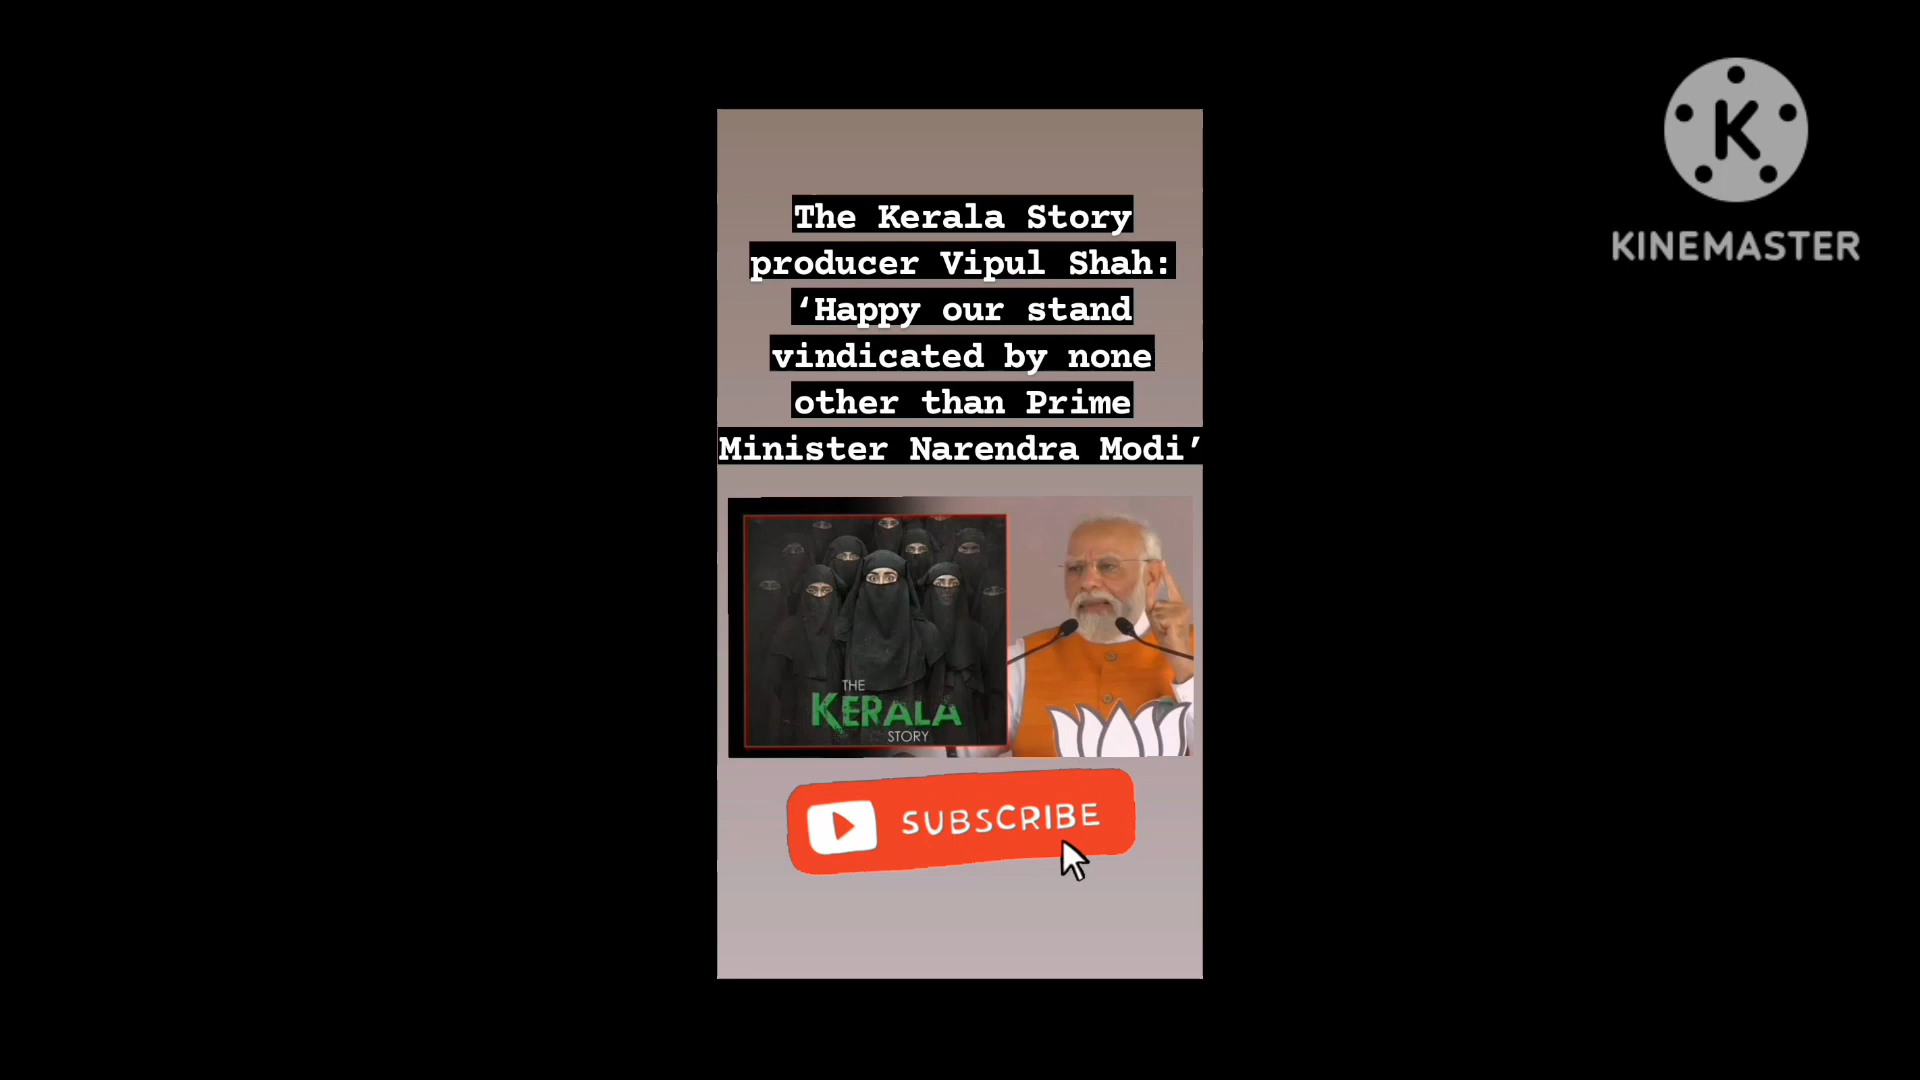 The Kerala Story
producer Vipul Shah:
‘Happy our stand
vindicated by none
other than Prime
Minister Narendra Modi’
THE
KERALA
STORY
SUBSCRIBE
K
KINEMASTER